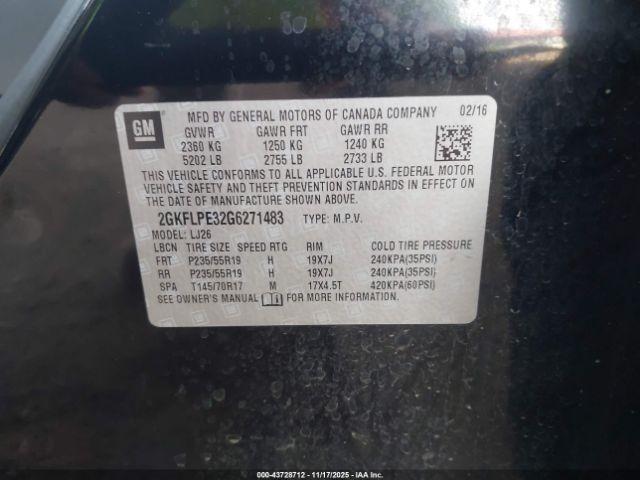 GM
MFD BY GENERAL MOTORS OF CANADA COMPANY 02/16
GVWR GAWR FRT GAWR RR
2360 KG 1250 KG 1240 KG
5202 LB 2755 LB 2733 LB
THIS VEHICLE CONFORMS TO ALL APPLICABLE U.S. FEDERAL MOTOR
VEHICLE SAFETY AND THEFT PREVENTION STANDARDS IN EFFECT ON
THE DATE OF MANUFACTURE SHOWN ABOVE.
2GKFLPE32G6271483 TYPE: M.P.V.
MODEL: LJ26
LBCN TIRE SIZE SPEED RTG RIM COLD TIRE PRESSURE
FRT P235/55R19 H 19X7J 240KPA(35PSI)
RR P235/55R19 H 19X7J 240KPA(35PSI)
SPA T145/70R17 M 17X4.5T 420KPA(60PSI)
SEE OWNER'S MANUAL FOR MORE INFORMATION
000-43728712 - 11/17/2025 - IAAI.COM